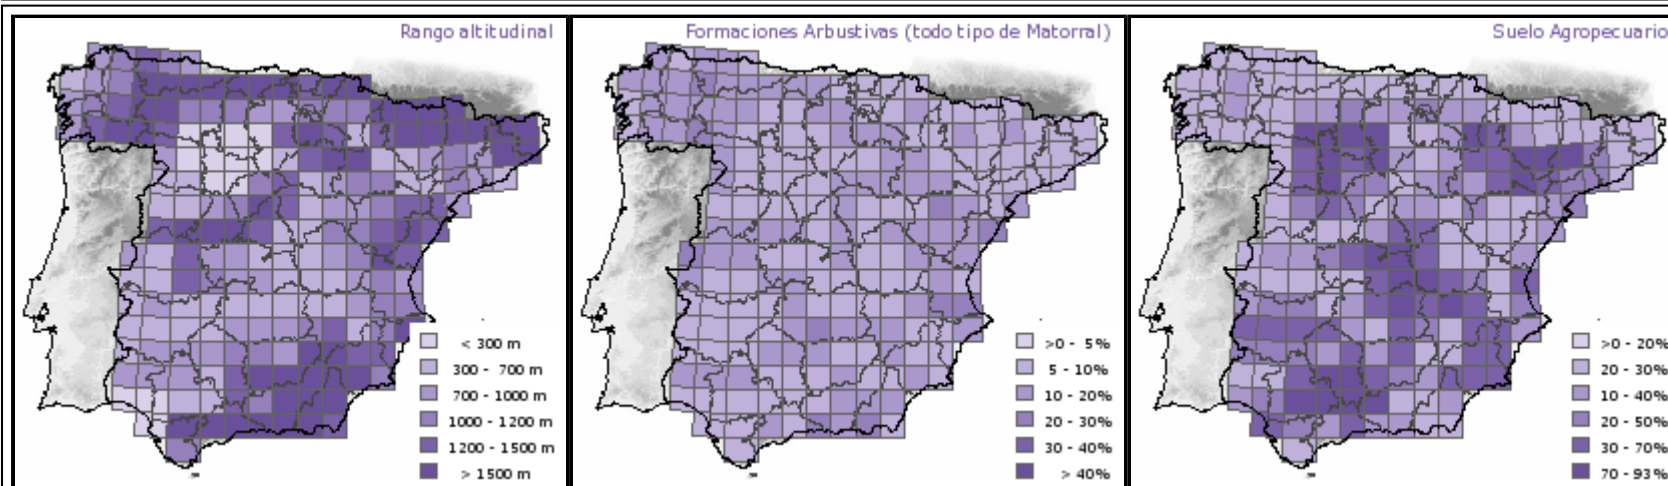 Rango altitudinal
< 300 m
300 - 700 m
700 - 1000 m
1000 - 1200 m
1200 - 1500 m
> 1500 m
Formaciones Arbustivas (todo tipo de Matorral)
>0 - 5%
5 - 10%
10 - 20%
20 - 30%
30 - 40%
> 40%
Suelo Agropecuario
>0 - 20%
20 - 30%
10 - 40%
20 - 50%
30 - 70%
70 - 93%